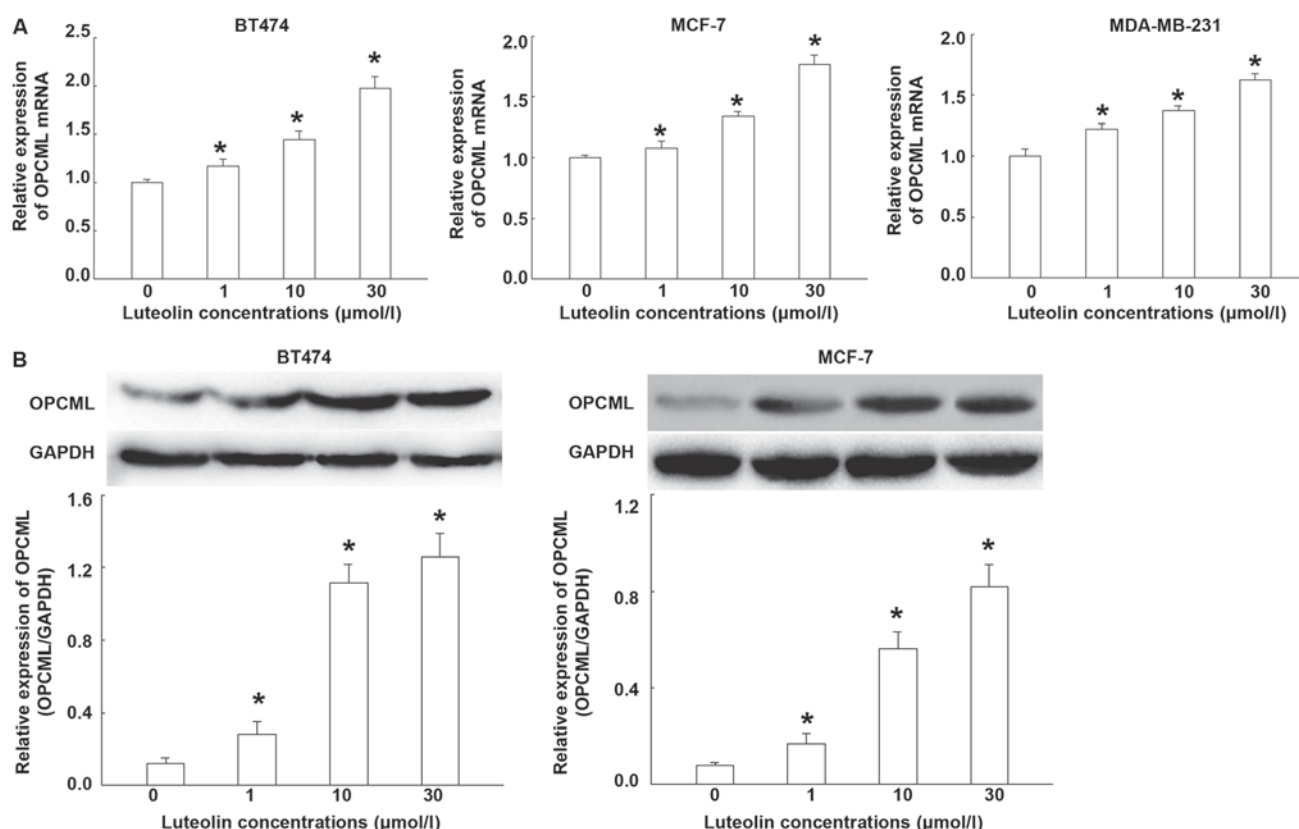 A
BT474
Relative expression
of OPCML mRNA
2.5
2.0
1.5
1.0
0.5
0.0
*
*
*
0
1
10
30
Luteolin concentrations (µmol/l)
MCF-7
Relative expression
of OPCML mRNA
2.0
1.5
1.0
0.5
0.0
*
*
*
0
1
10
30
Luteolin concentrations (µmol/l)
MDA-MB-231
Relative expression
of OPCML mRNA
2.0
1.5
1.0
0.5
0.0
*
*
*
0
1
10
30
Luteolin concentrations (µmol/l)
B
BT474
OPCML
GAPDH
Relative expression of OPCML
(OPCML/GAPDH)
1.6
1.2
1.2
0.4
0.0
*
*
*
0
1
10
30
Luteolin concentrations (µmol/l)
MCF-7
OPCML
GAPDH
Relative expression of OPCML
(OPCML/GAPDH)
1.2
0.8
0.4
0.0
*
*
*
0
1
10
30
Luteolin concentrations (µmol/l)